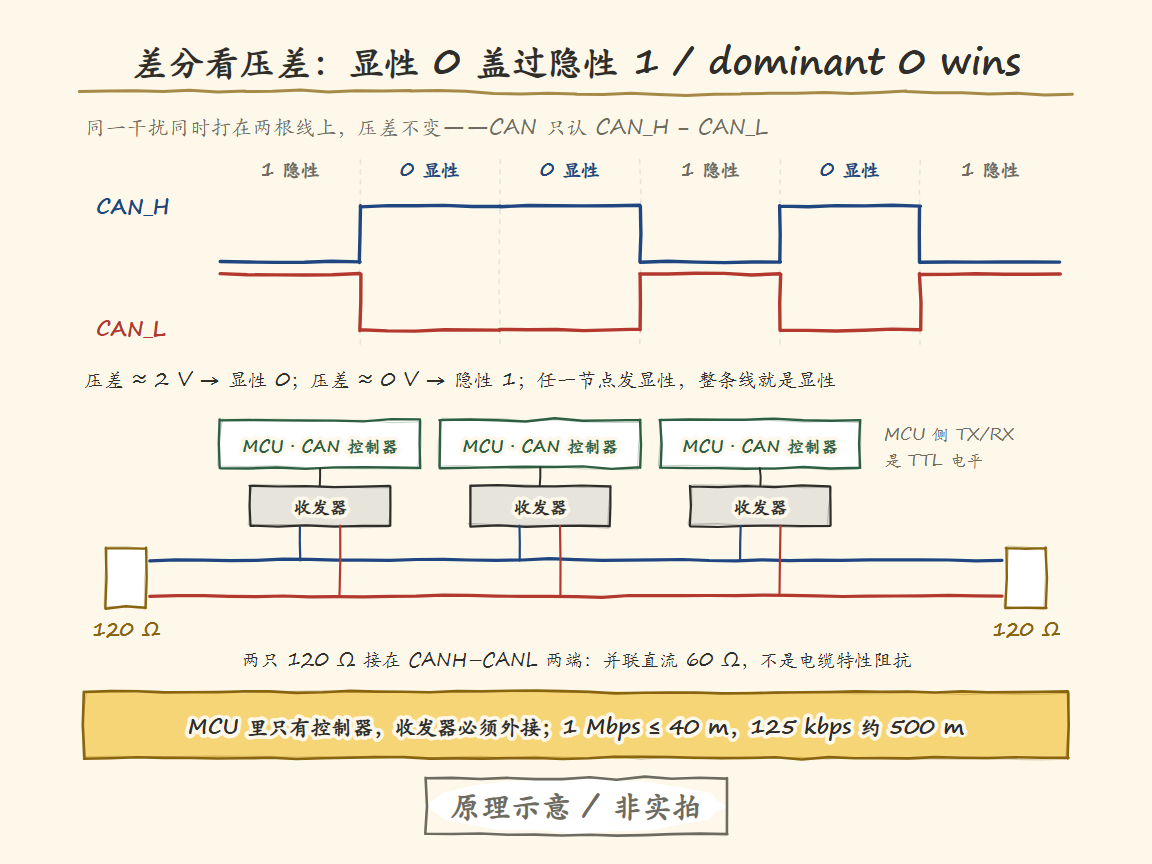 差分看压差：显性 0 盖过隐性 1 / dominant 0 wins
同一干扰同时打在两根线上，压差不变——CAN 只认 CAN_H − CAN_L
1 隐性 0 显性 0 显性 1 隐性 0 显性 1 隐性
CAN_H
CAN_L
压差 ≈ 2 V → 显性 0；压差 ≈ 0 V → 隐性 1；任一节点发显性，整条线就是显性
MCU · CAN 控制器 MCU · CAN 控制器 MCU · CAN 控制器
MCU 侧 TX/RX
是 TTL 电平
收发器 收发器 收发器
120 Ω 120 Ω
两只 120 Ω 接在 CANH–CANL 两端：并联直流 60 Ω，不是电缆特性阻抗
MCU 里只有控制器，收发器必须外接；1 Mbps ≤ 40 m，125 kbps 约 500 m
原理示意 / 非实拍